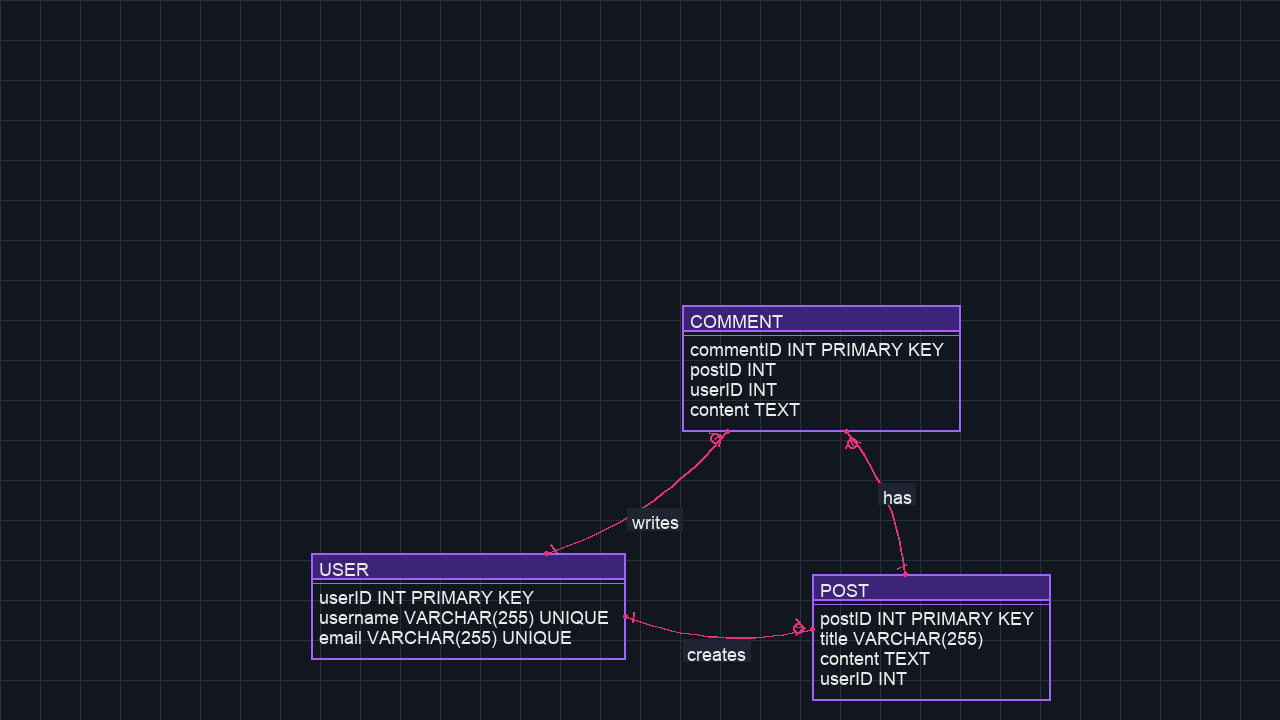 COMMENT
commentID INT PRIMARY KEY
postID INT
userID INT
content TEXT
has
writes
USER
userID INT PRIMARY KEY
username VARCHAR(255) UNIQUE
email VARCHAR(255) UNIQUE
creates
POST
postID INT PRIMARY KEY
title VARCHAR(255)
content TEXT
userID INT